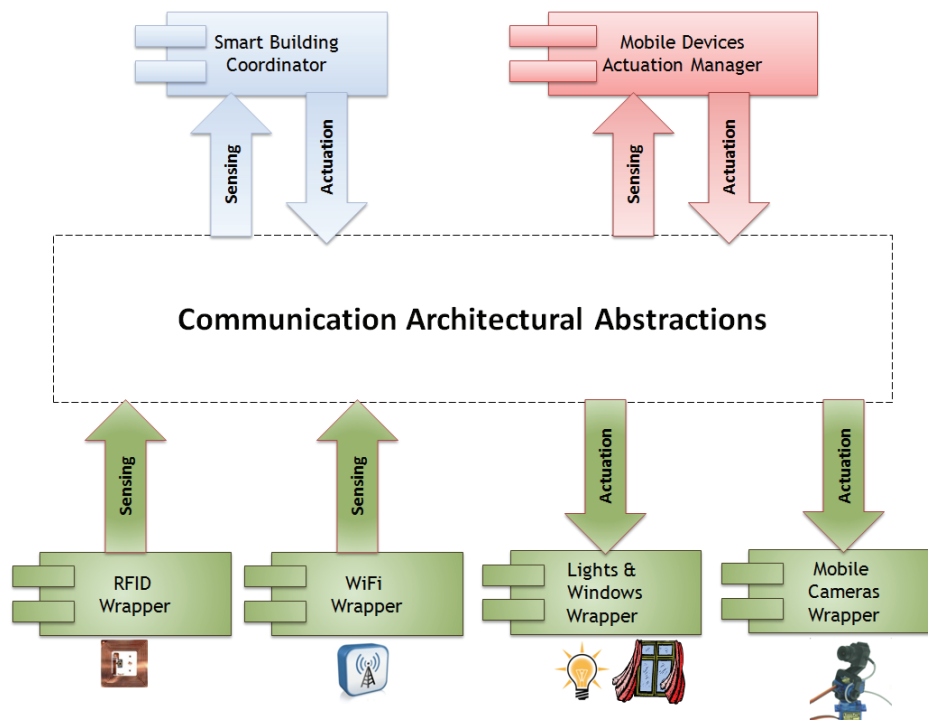 Smart Building
Coordinator
Mobile Devices
Actuation Manager
Sensing
Actuation
Sensing
Actuation
Communication Architectural Abstractions
Sensing
Sensing
Actuation
Actuation
RFID
Wrapper
WiFi
Wrapper
Lights &
Windows
Wrapper
Mobile
Cameras
Wrapper